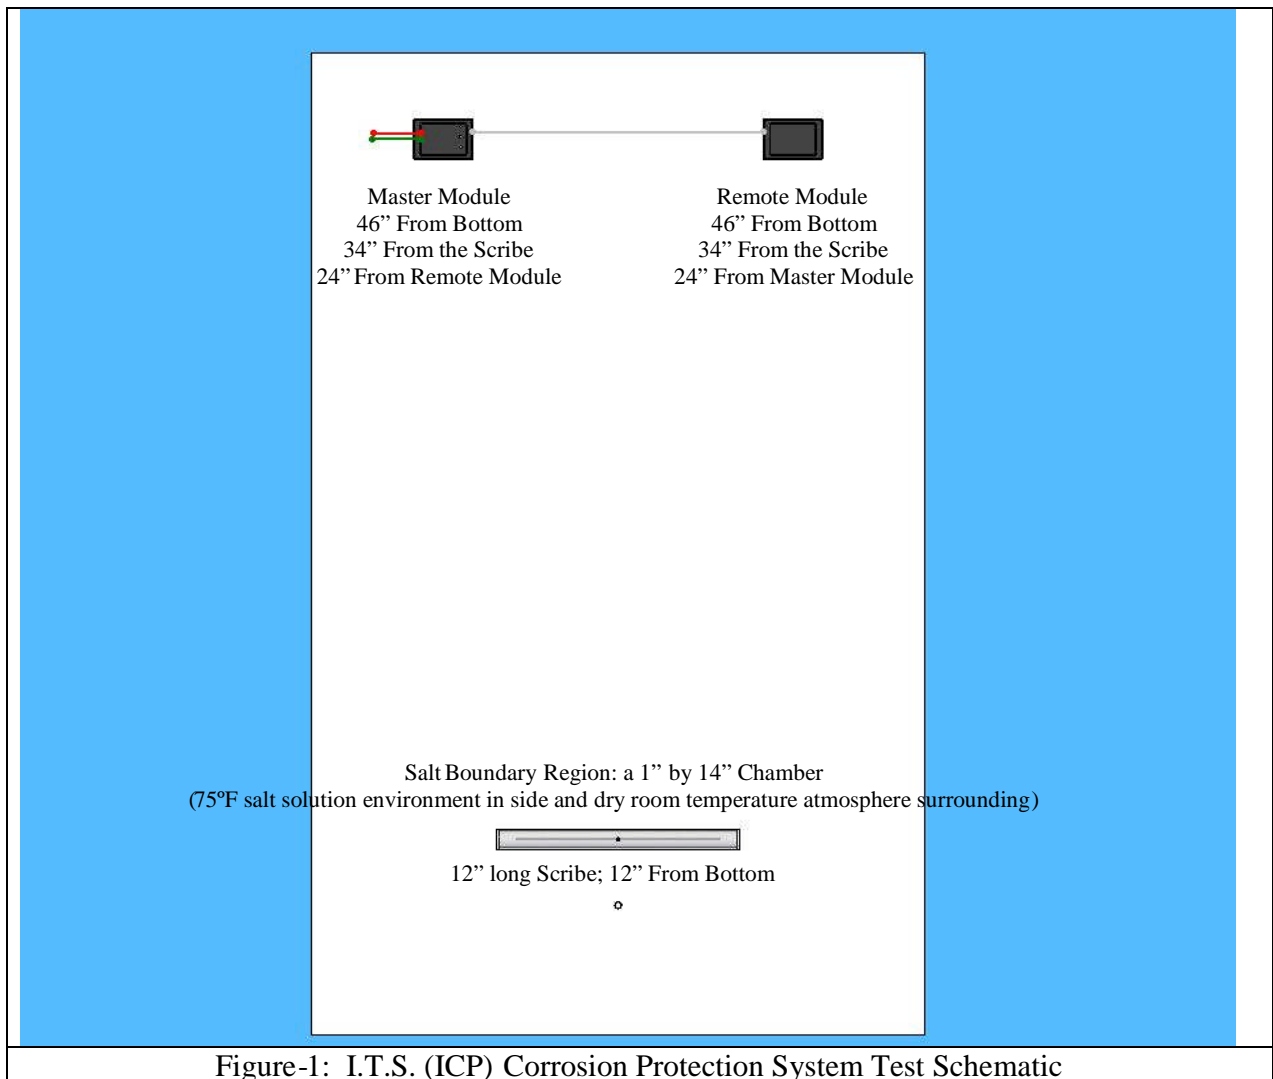 Master Module
46” From Bottom
34” From the Scribe
24” From Remote Module
Remote Module
46” From Bottom
34” From the Scribe
24” From Master Module
Salt Boundary Region: a 1” by 14” Chamber
(75ºF salt solution environment in side and dry room temperature atmosphere surrounding)
12” long Scribe; 12” From Bottom
Figure-1: I.T.S. (ICP) Corrosion Protection System Test Schematic